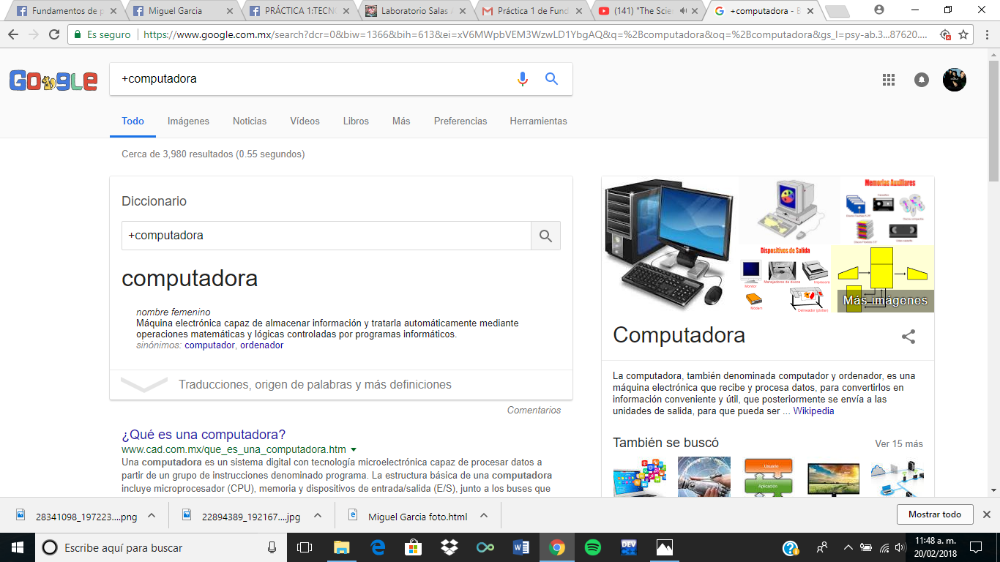 Fundamentos de p
Miguel Garcia
PRÁCTICA 1:TECN
Laboratorio Salas A
Práctica 1 de Fund
(141) "The Scie
+computadora - B
Es seguro
https://www.google.com.mx/search?dcr=0&biw=1366&bih=613&ei=xV6MWpbVEM3WzwLD1YbgAQ&q=%2Bcomputadora&oq=%2Bcomputadora&gs_l=psy-ab.3...87620....
Google
+computadora
Todo
Imágenes
Noticias
Vídeos
Libros
Más
Preferencias
Herramientas
Cerca de 3,980 resultados (0.55 segundos)
Diccionario
+computadora
computadora
nombre femenino
Máquina electrónica capaz de almacenar información y tratarla automáticamente mediante
operaciones matemáticas y lógicas controladas por programas informáticos.
sinónimos: computador, ordenador
Traducciones, origen de palabras y más definiciones
Comentarios
¿Qué es una computadora?
www.cad.com.mx/que_es_una_computadora.htm
Una computadora es un sistema digital con tecnología microelectrónica capaz de procesar datos a
partir de un grupo de instrucciones denominado programa. La estructura básica de una computadora
incluye microprocesador (CPU), memoria y dispositivos de entrada/salida (E/S), junto a los buses que
Memorias Auxiliares
Dispositivos de Salida
Monitor
Manejadores de discos
Impresora
Modem
Delineador (plotter)
Más imágenes
Computadora
La computadora, también denominada computador y ordenador, es una
máquina electrónica que recibe y procesa datos, para convertirlos en
información conveniente y útil, que posteriormente se envía a las
unidades de salida, para que pueda ser ... Wikipedia
También se buscó
Ver 15 más
Usuario
Aplicación
28341098_197223....png
22894389_192167....jpg
Miguel Garcia foto.html
Mostrar todo
Escribe aquí para buscar
DEV
11:48 a. m.
20/02/2018